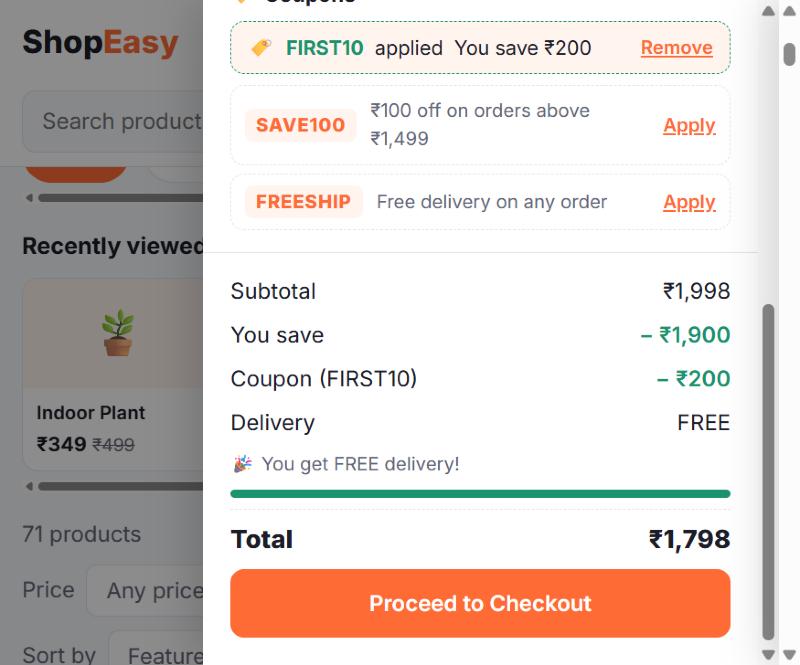 ShopEasy
Search product
Recently viewed
Indoor Plant
₹349 ₹499
71 products
Price Any price
Sort by Feature
Coupons
FIRST10 applied You save ₹200 Remove
SAVE100 ₹100 off on orders above
₹1,499 Apply
FREESHIP Free delivery on any order Apply
Subtotal ₹1,998
You save – ₹1,900
Coupon (FIRST10) – ₹200
Delivery FREE
You get FREE delivery!
Total ₹1,798
Proceed to Checkout